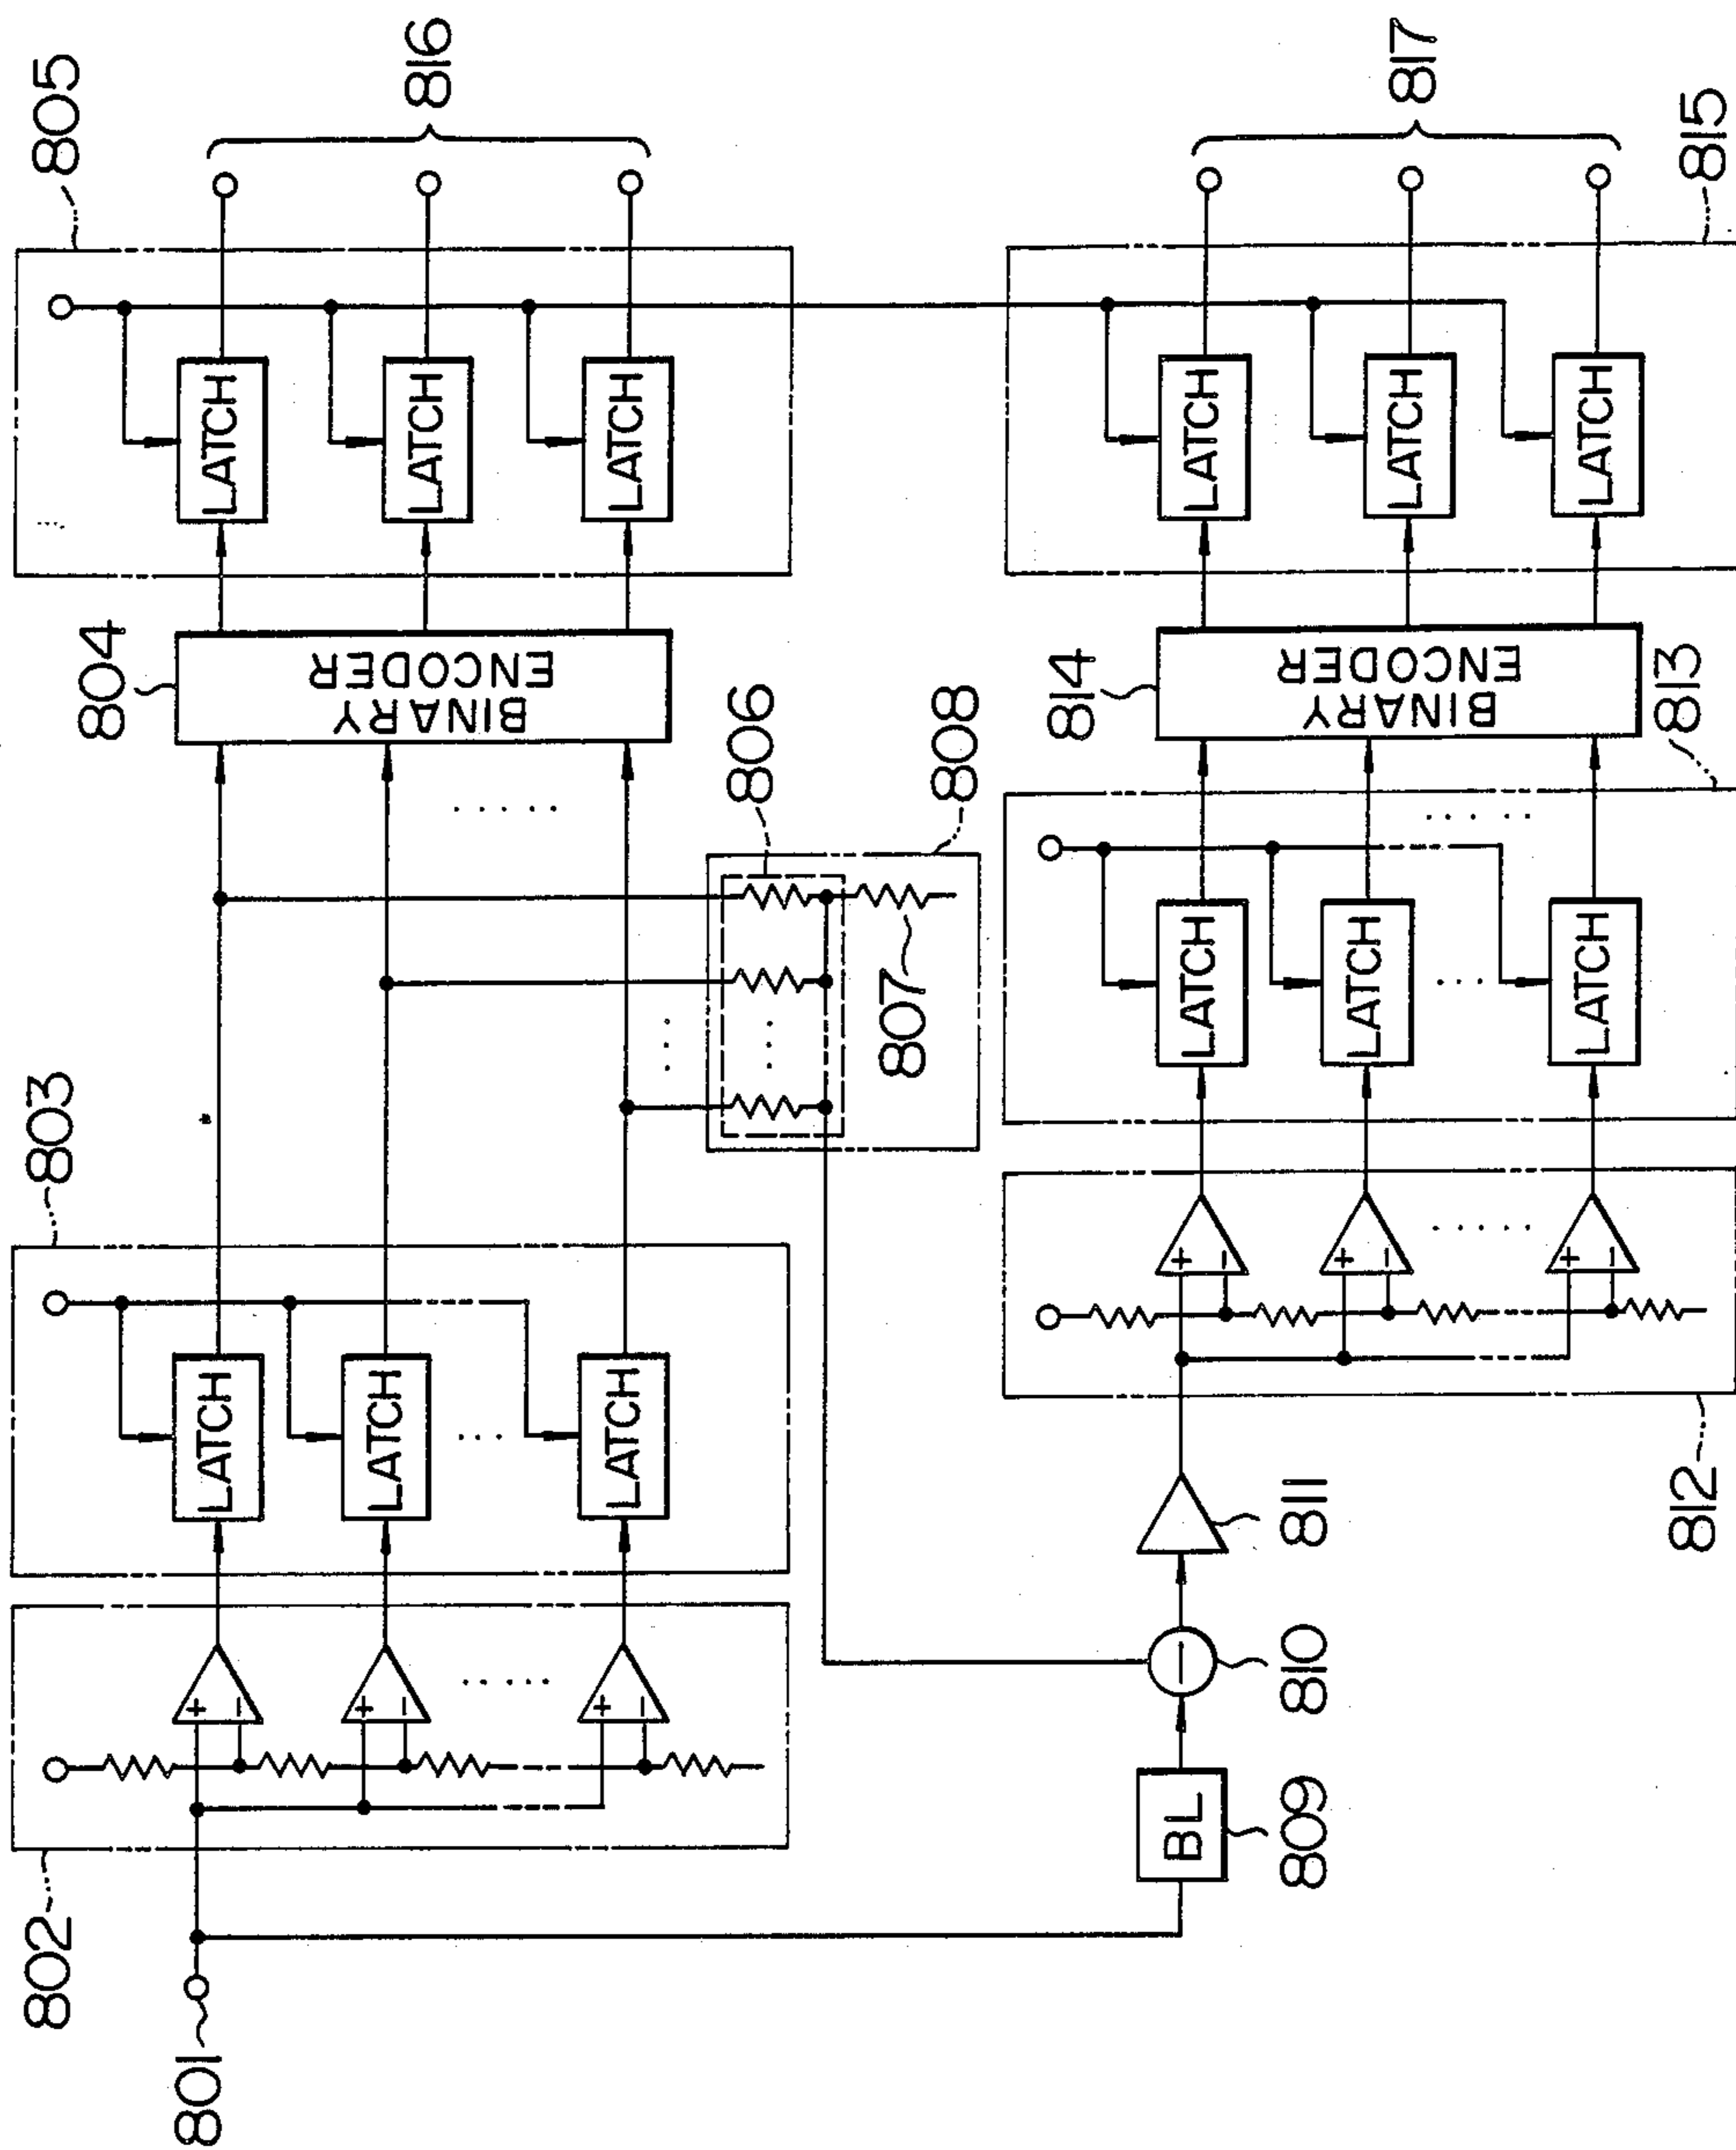 801
802
+
−
+
−
.....
+
−
803
LATCH
LATCH
...
LATCH
804
BINARY
ENCODER
.....
805
LATCH
LATCH
LATCH
816
806
...
...
807
808
BL
809
−
810
811
812
+
−
+
−
.....
+
−
813
LATCH
LATCH
....
LATCH
.....
814
BINARY
ENCODER
815
LATCH
LATCH
LATCH
817